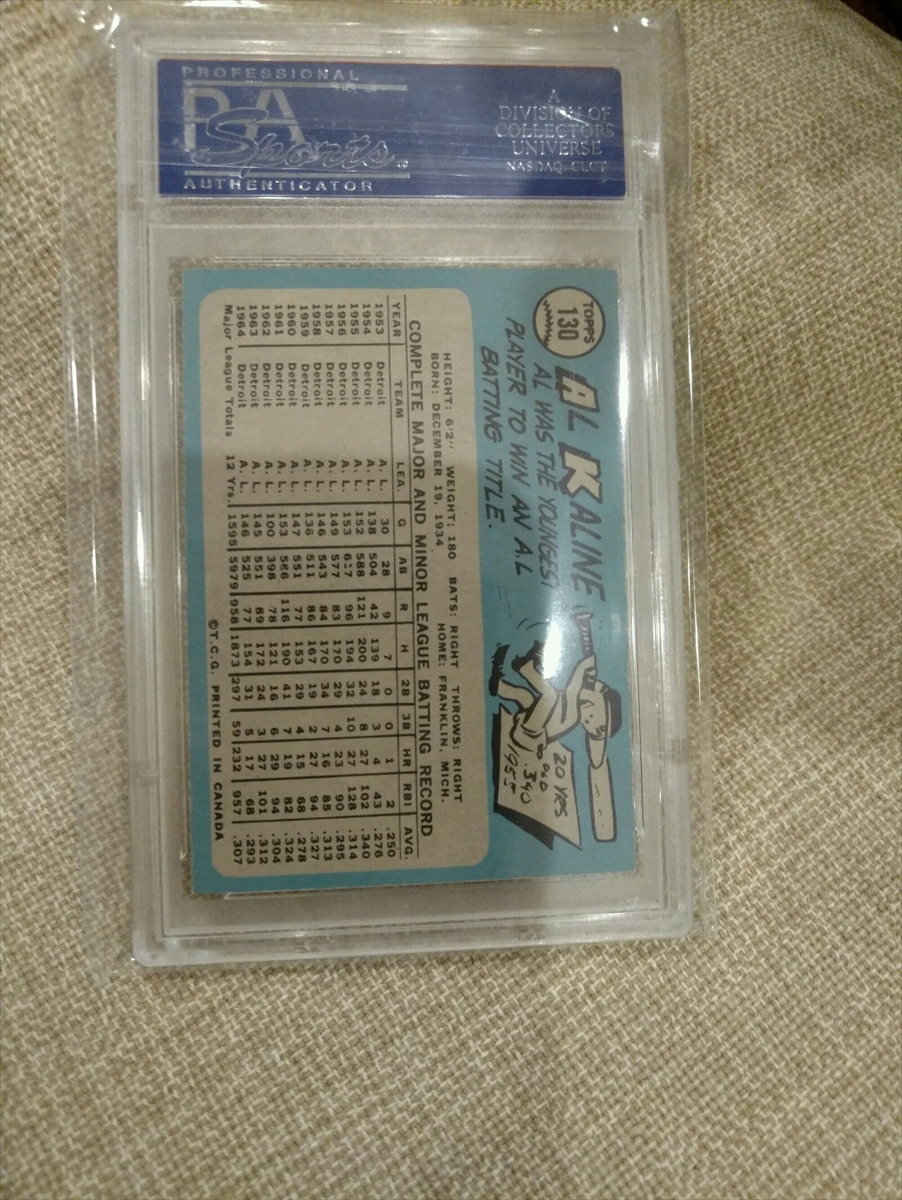 PROFESSIONAL
PSA
Sports
AUTHENTICATOR
A
DIVISION OF
COLLECTORS
UNIVERSE
NASDAQ-CLCT
TOPPS
130
AL KALINE
AL WAS THE YOUNGEST
PLAYER TO WIN AN A.L
BATTING TITLE.
20 YRS
OLD
.340
1955
HEIGHT: 6'2" WEIGHT: 180 BATS: RIGHT THROWS: RIGHT
BORN: DECEMBER 19, 1934 HOME: FRANKLIN, MICH.
COMPLETE MAJOR AND MINOR LEAGUE BATTING RECORD
YEAR TEAM LEA. G AB R H 2B 3B HR RBI AVG.
1953 Detroit A. L. 30 28 9 7 0 0 1 2 .250
1954 Detroit A. L. 138 504 42 139 18 3 4 43 .276
1955 Detroit A. L. 152 588 121 200 24 8 27 102 .340
1956 Detroit A. L. 153 617 96 194 32 10 27 128 .314
1957 Detroit A. L. 149 577 83 170 29 4 23 90 .295
1958 Detroit A. L. 146 543 84 170 34 7 16 85 .313
1959 Detroit A. L. 136 511 86 167 19 2 27 94 .327
1960 Detroit A. L. 147 551 77 153 29 4 15 68 .278
1961 Detroit A. L. 153 586 116 190 41 7 19 82 .324
1962 Detroit A. L. 100 398 78 121 16 6 29 94 .304
1963 Detroit A. L. 145 551 89 172 24 3 27 101 .312
1964 Detroit A. L. 146 525 77 154 31 5 17 68 .293
Major League Totals 12 Yrs. 1595 5979 958 1873 297 59 232 957 .307
©T.C.G. PRINTED IN CANADA